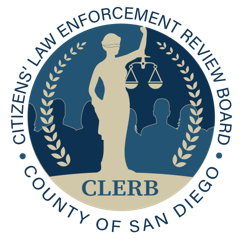 CITIZENS' LAW ENFORCEMENT REVIEW BOARD
CLERB
• COUNTY OF SAN DIEGO •